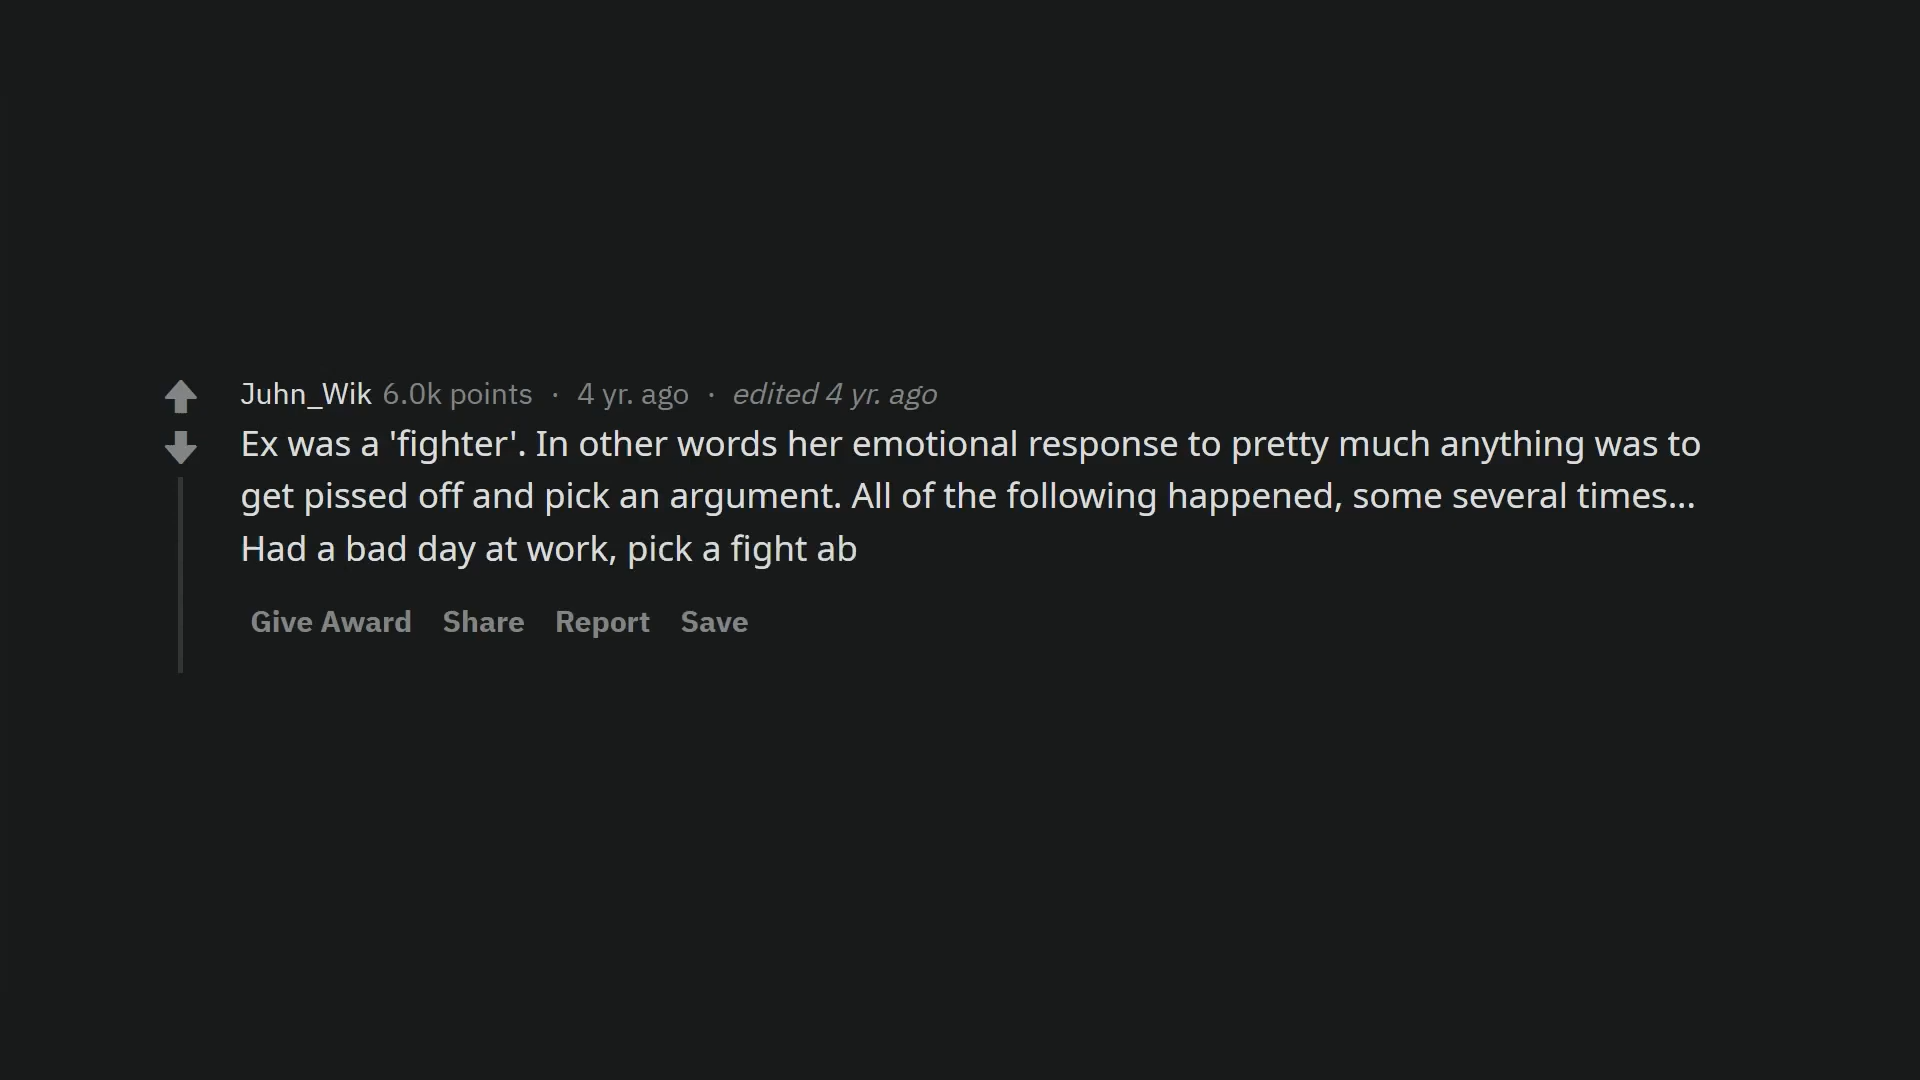 Juhn_Wik 6.0k points · 4 yr. ago · edited 4 yr. ago
Ex was a 'fighter'. In other words her emotional response to pretty much anything was to
get pissed off and pick an argument. All of the following happened, some several times...
Had a bad day at work, pick a fight ab
Give Award Share Report Save